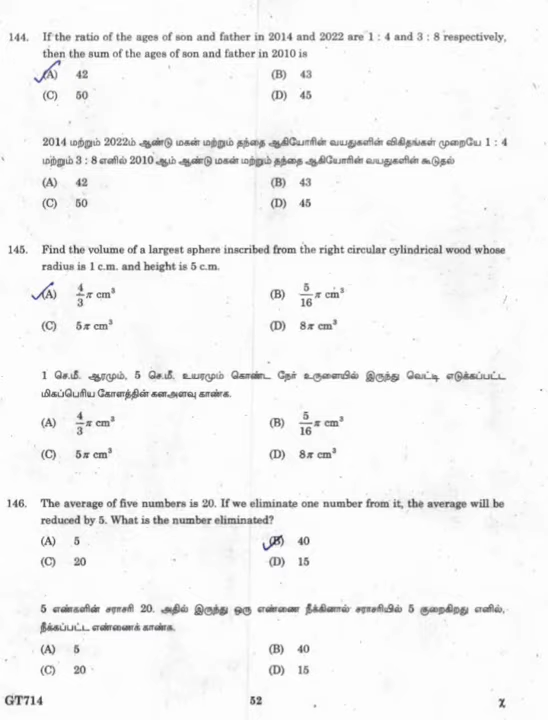 144. If the ratio of the ages of son and father in 2014 and 2022 are 1 : 4 and 3 : 8 respectively,
then the sum of the ages of son and father in 2010 is
(A) 42 (B) 43
(C) 50 (D) 45
2014 மற்றும் 2022ம் ஆண்டு மகன் மற்றும் தந்தை ஆகியோரின் வயதுகளின் விகிதங்கள் முறையே 1 : 4
மற்றும் 3 : 8 எனில் 2010 ஆம் ஆண்டு மகன் மற்றும் தந்தை ஆகியோரின் வயதுகளின் கூடுதல்
(A) 42 (B) 43
(C) 50 (D) 45
145. Find the volume of a largest sphere inscribed from the right circular cylindrical wood whose
radius is 1 c.m. and height is 5 c.m.
(A) 4/3 π cm³ (B) 5/16 π cm³
(C) 5π cm³ (D) 8π cm³
1 செ.மீ. ஆரமும், 5 செ.மீ. உயரமும் கொண்ட நேர் உருளையில் இருந்து வெட்டி எடுக்கப்பட்ட
மிகப்பெரிய கோளத்தின் கனஅளவு காண்க.
(A) 4/3 π cm³ (B) 5/16 π cm³
(C) 5π cm³ (D) 8π cm³
146. The average of five numbers is 20. If we eliminate one number from it, the average will be
reduced by 5. What is the number eliminated?
(A) 5 (B) 40
(C) 20 (D) 15
5 எண்களின் சராசரி 20. அதில் இருந்து ஒரு எண்ணை நீக்கினால் சராசரியில் 5 குறைகிறது எனில்,
நீக்கப்பட்ட எண்ணைக் காண்க.
(A) 5 (B) 40
(C) 20 (D) 15
GT714 52 χ